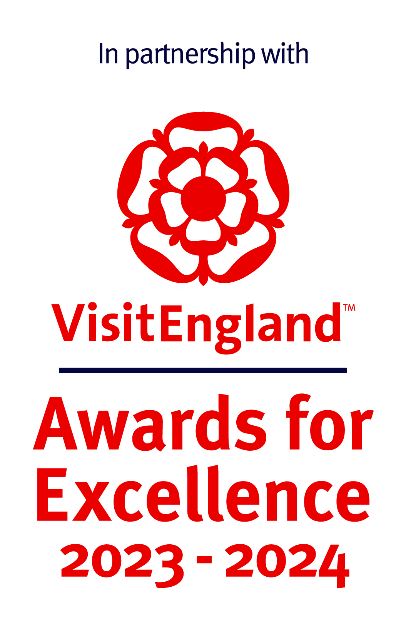 In partnership with
VisitEngland™
Awards for
Excellence
2023 - 2024